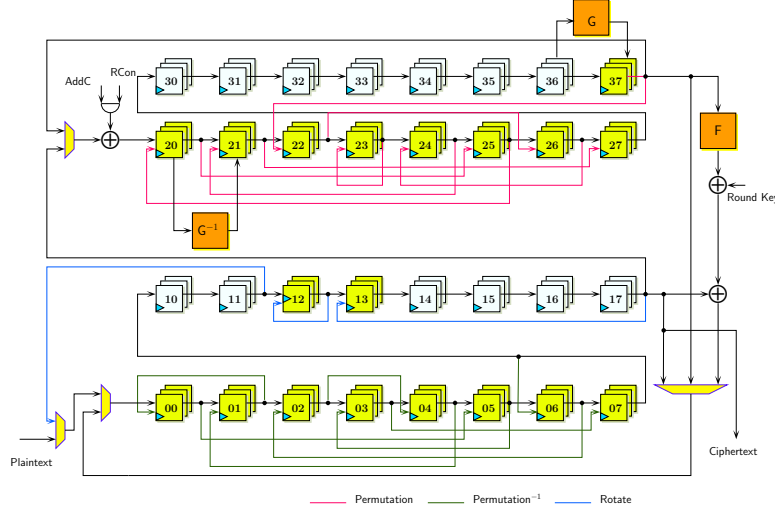 G
30 31 32 33 34 35 36 37
AddC RCon
F
20 21 22 23 24 25 26 27
Round Key
G−1
10 11 12 13 14 15 16 17
00 01 02 03 04 05 06 07
Plaintext
Ciphertext
Permutation Permutation−1 Rotate